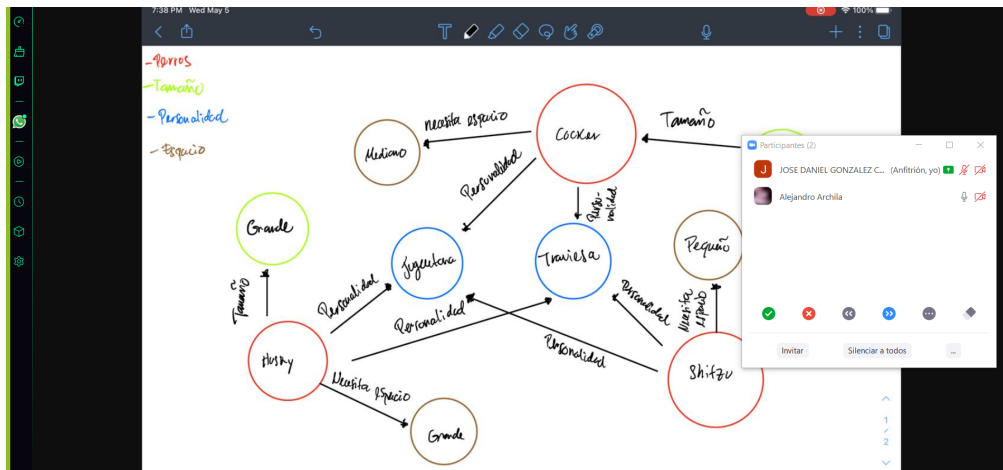 7:38 PM Wed May 5
100%
T
- Perros
- Tamaño
- Personalidad
- Espacio
necesita espacio
Cocker
Tamaño
Mediano
Personalidad
Perso-
nalidad
Grande
Juguetona
Traviesa
Pequeño
Tamaño
Personalidad
Personalidad
Personalidad
Necesita
espacio
Personalidad
Husky
Necesita espacio
Shitzu
Grande
1
/
2
Participantes (2)
J
JOSE DANIEL GONZALEZ C... (Anfitrión, yo)
Alejandro Archila
Invitar
Silenciar a todos
...